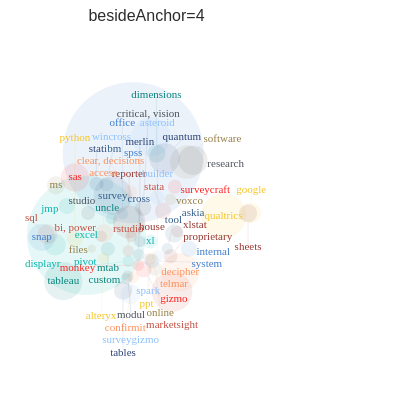 besideAnchor=4
dimensions
critical, vision
office asteroid
python wincross merlin quantum software
statibm spss
clear, decisions research
access reporter builder
sas
ms stata surveycraft google
studio survey cross voxco
jmp uncle askia qualtrics
sql tool
bi, power rstudio house xlstat
snap excel xl proprietary
files internal sheets
displayr pivot system
monkey mtab decipher
tableau custom telmar
spark gizmo
ppt
alteryx modul online
confirmit marketsight
surveygizmo
tables